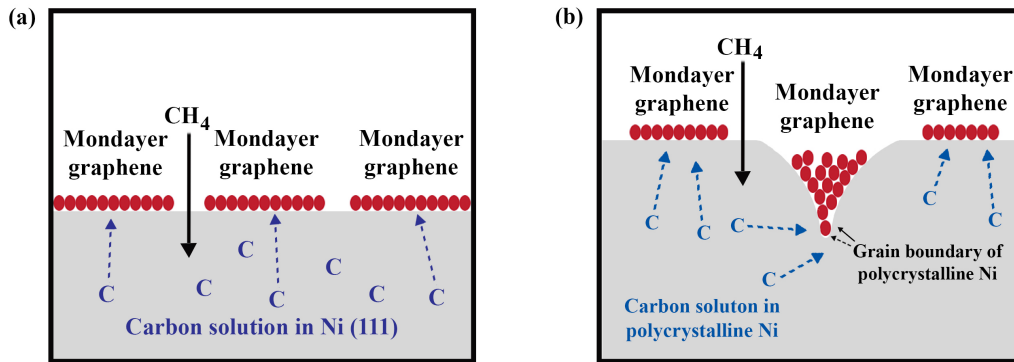 (a)
CH4
Mondayer
graphene
Mondayer
graphene
Mondayer
graphene
C
C
C
C
C
C
C
Carbon solution in Ni (111)
(b)
CH4
Mondayer
graphene
Mondayer
graphene
Mondayer
graphene
C
C
C
C
C
C
Grain boundary of
polycrystalline Ni
Carbon soluton in
polycrystalline Ni